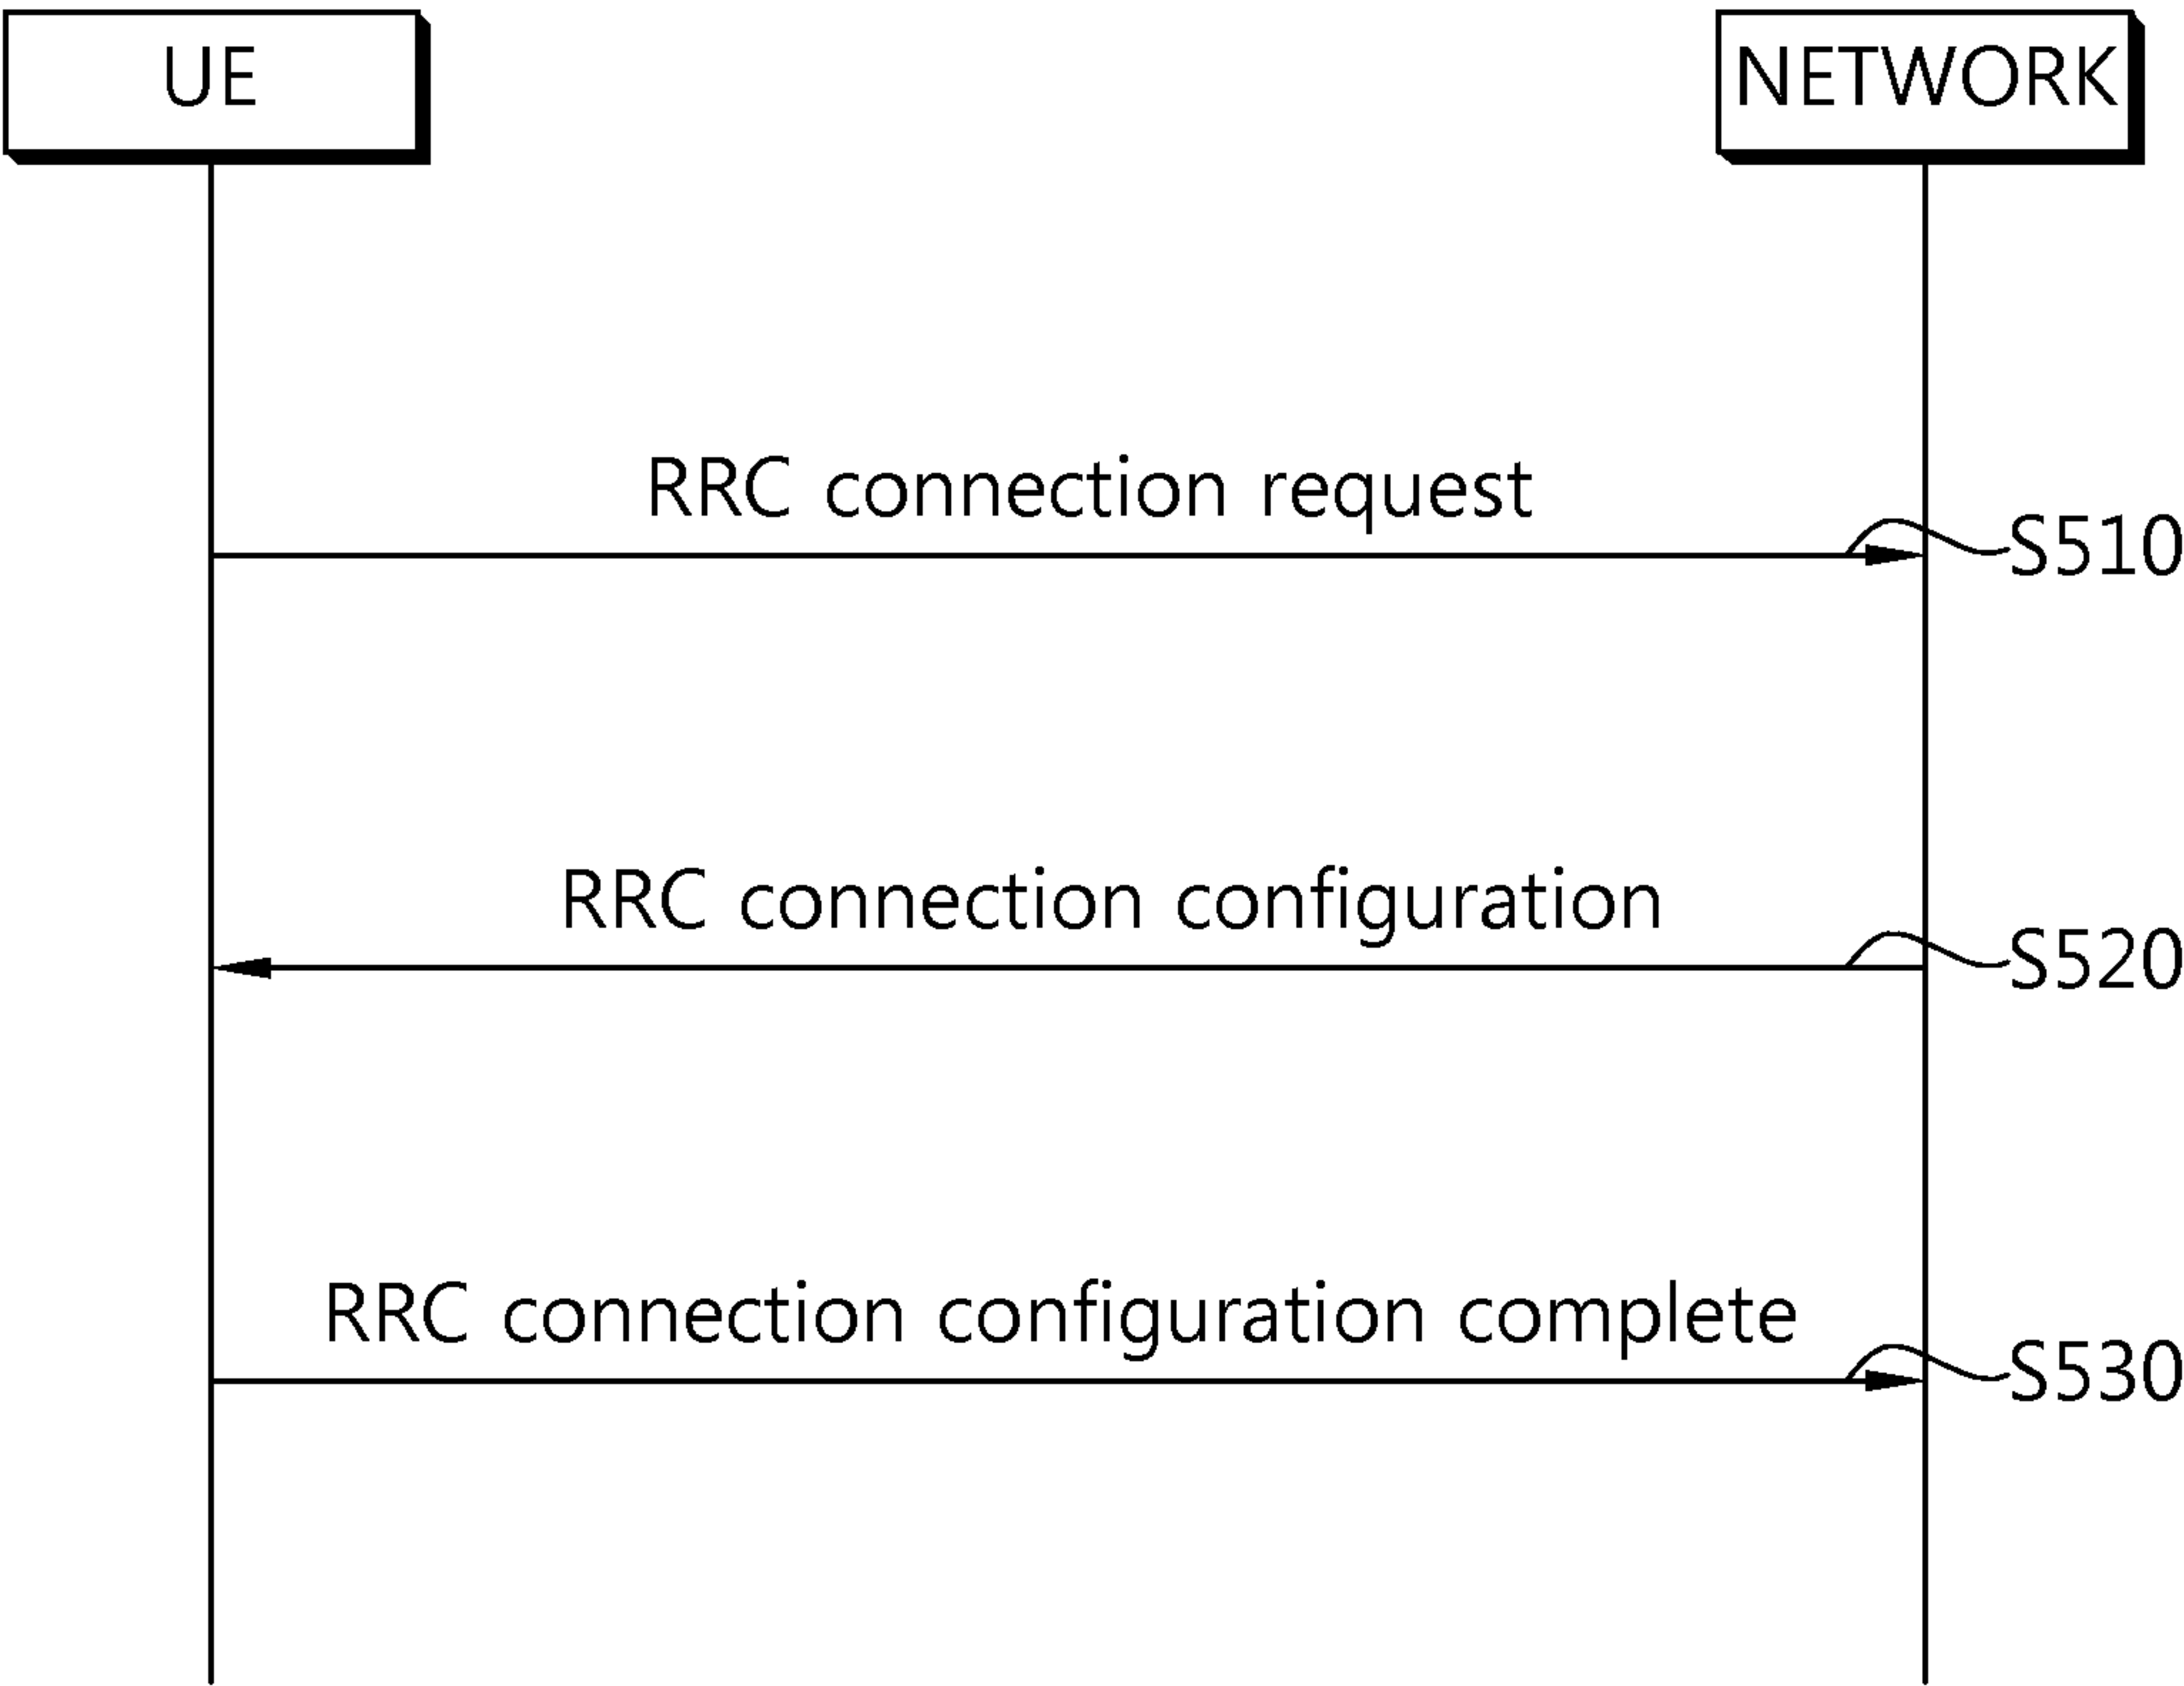 UE
NETWORK
RRC connection request
S510
RRC connection configuration
S520
RRC connection configuration complete
S530